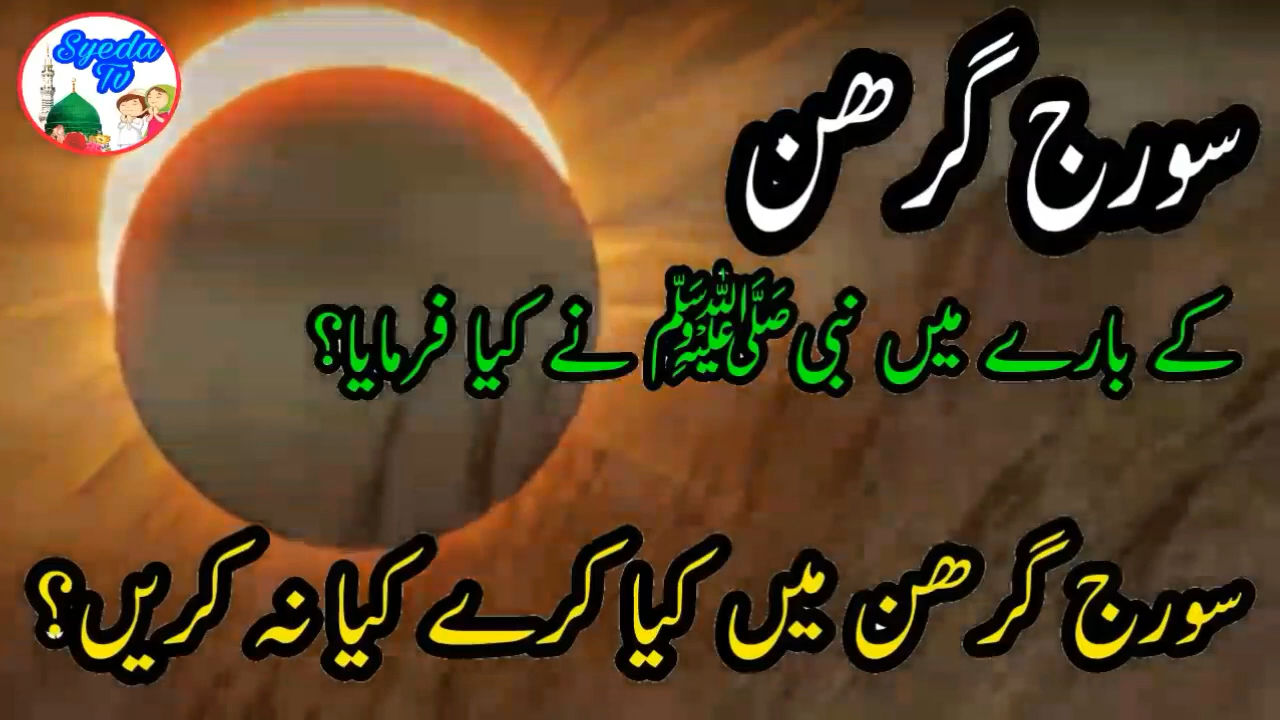 Syeda
Tv
سورج گرھن
کے بارے میں نبی ﷺ نے کیا فرمایا؟
سورج گرھن میں کیا کرے کیا نہ کریں؟